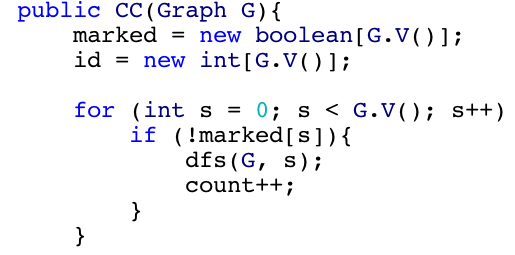 public CC(Graph G){
    marked = new boolean[G.V()];
    id = new int[G.V()];

    for (int s = 0; s < G.V(); s++)
        if (!marked[s]){
            dfs(G, s);
            count++;
        }
    }